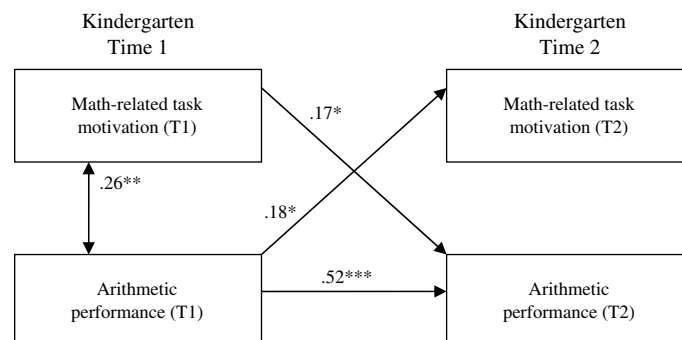 Kindergarten
Time 1
Kindergarten
Time 2
Math-related task
motivation (T1)
Math-related task
motivation (T2)
.17*
.26**
.18*
.52***
Arithmetic
performance (T1)
Arithmetic
performance (T2)